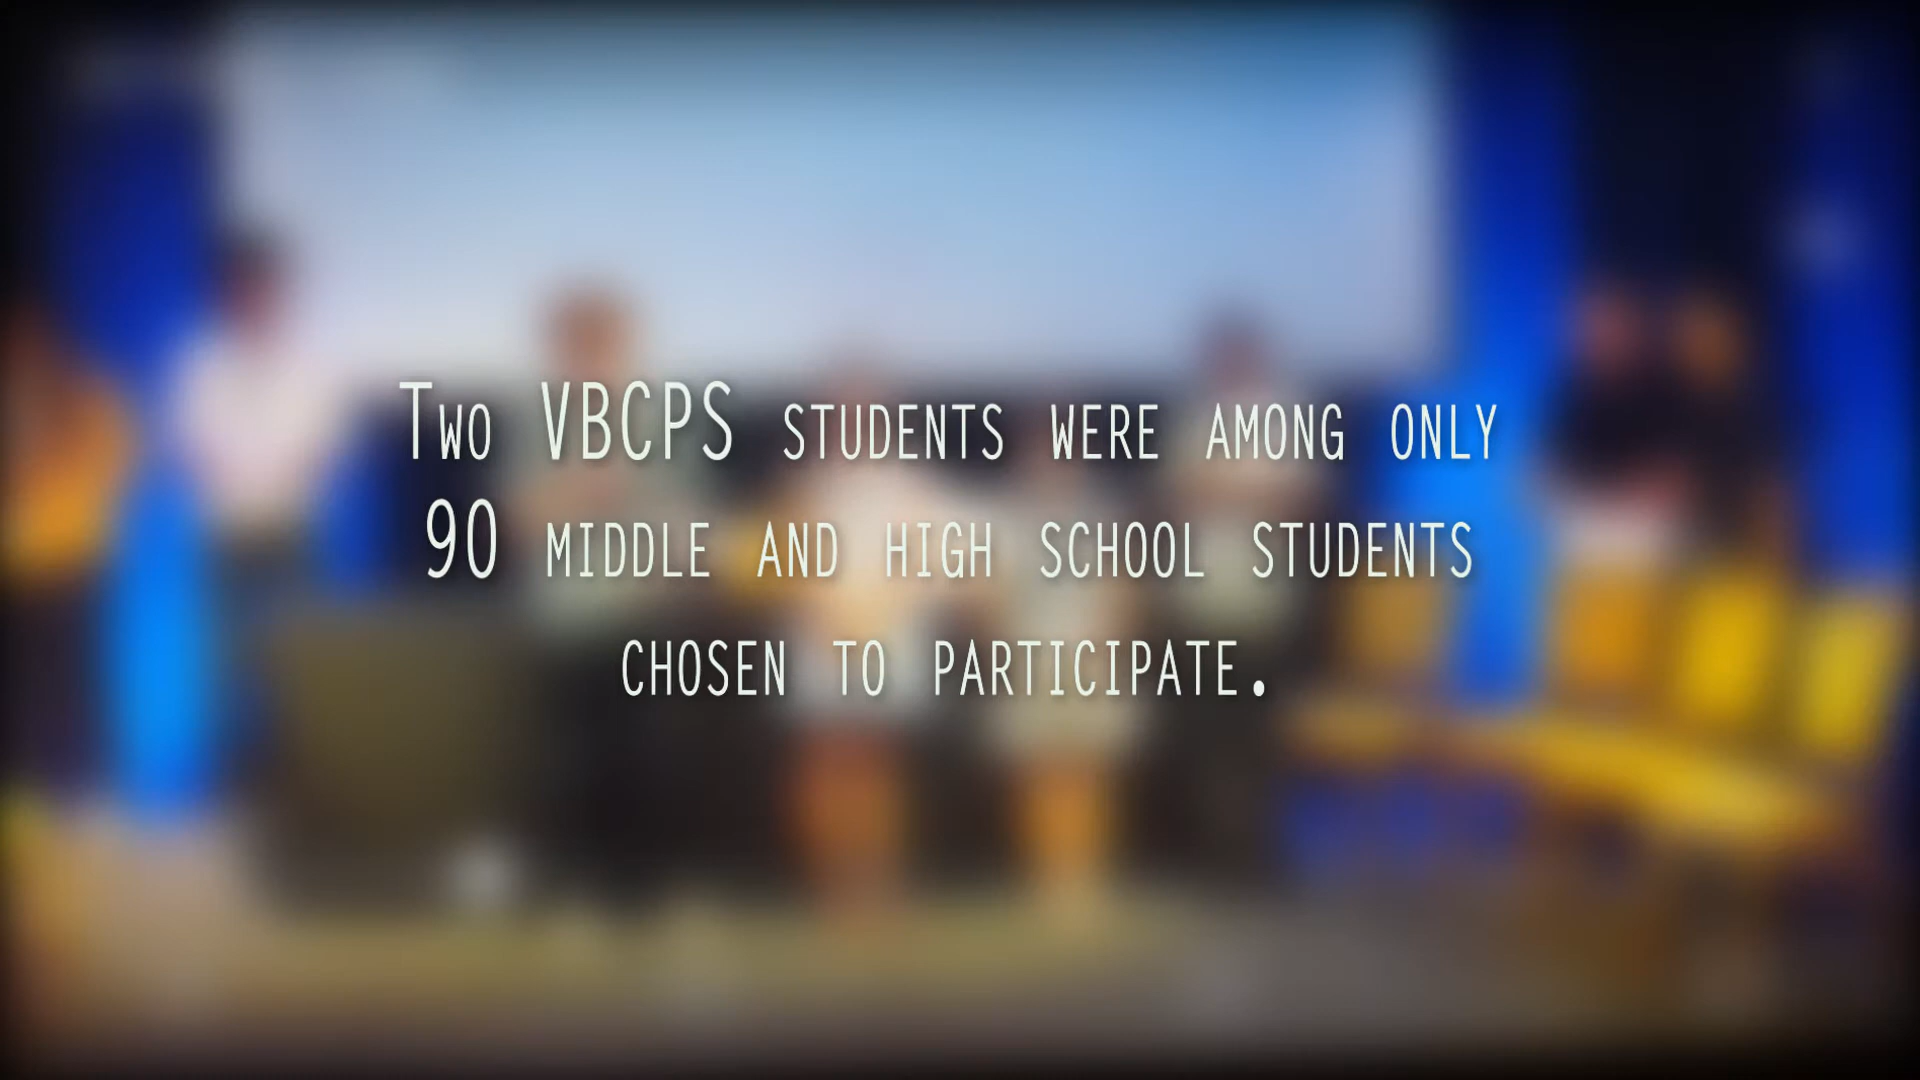 Two VBCPS students were among only
90 middle and high school students
chosen to participate.